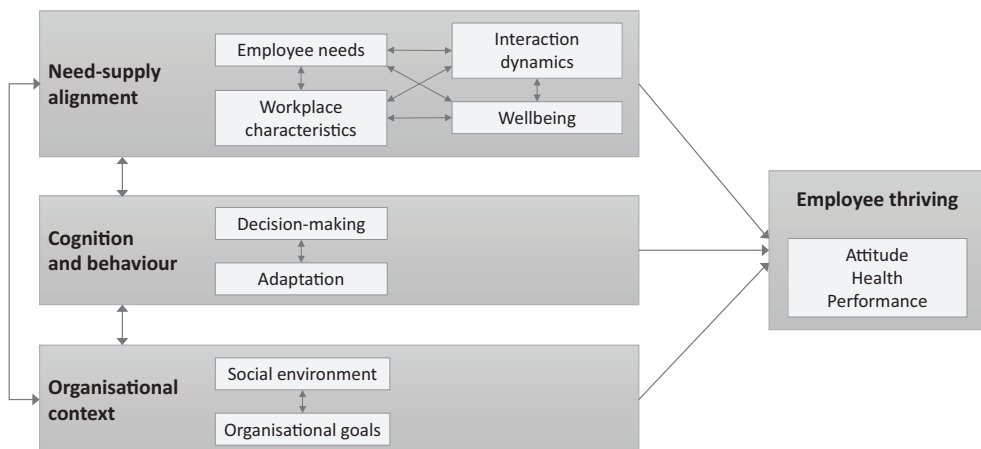 Need-supply
alignment
Employee needs
Interaction
dynamics
Workplace
characteristics
Wellbeing
Cognition
and behaviour
Decision-making
Adaptation
Organisational
context
Social environment
Organisational goals
Employee thriving
Attitude
Health
Performance